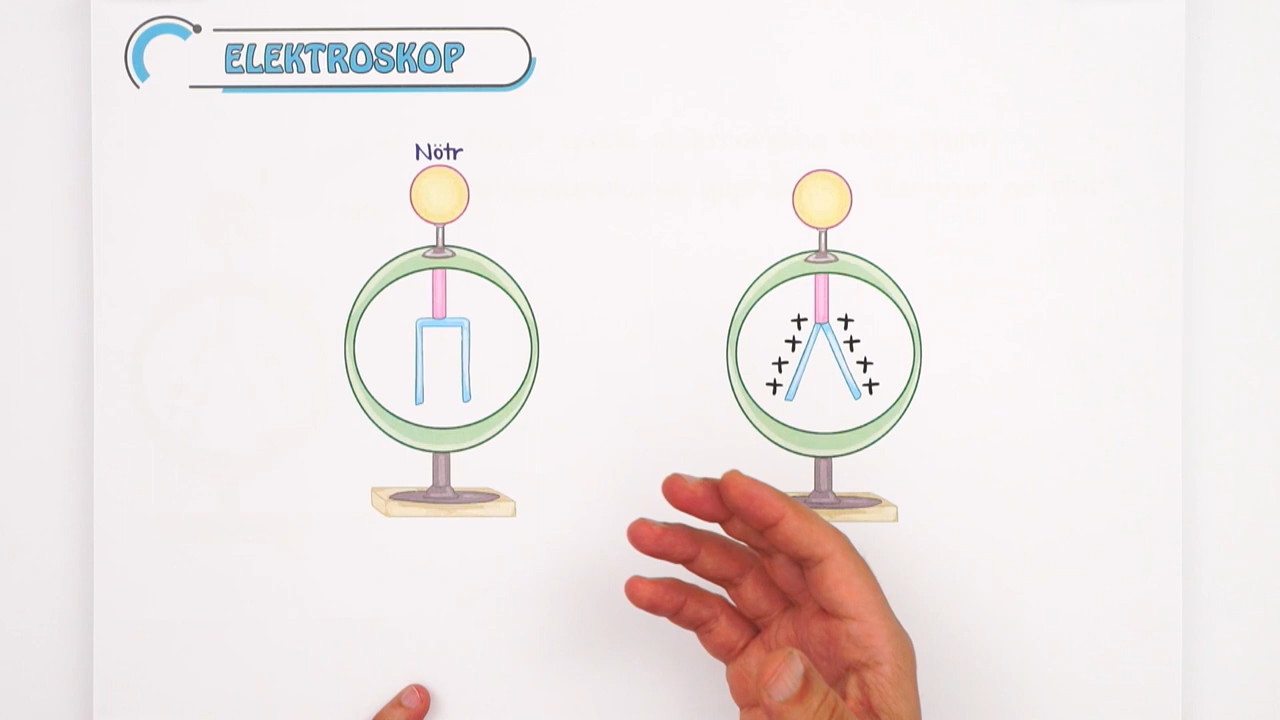 ELEKTROSKOP
Nötr
+ +
+ +
+ +
+ +